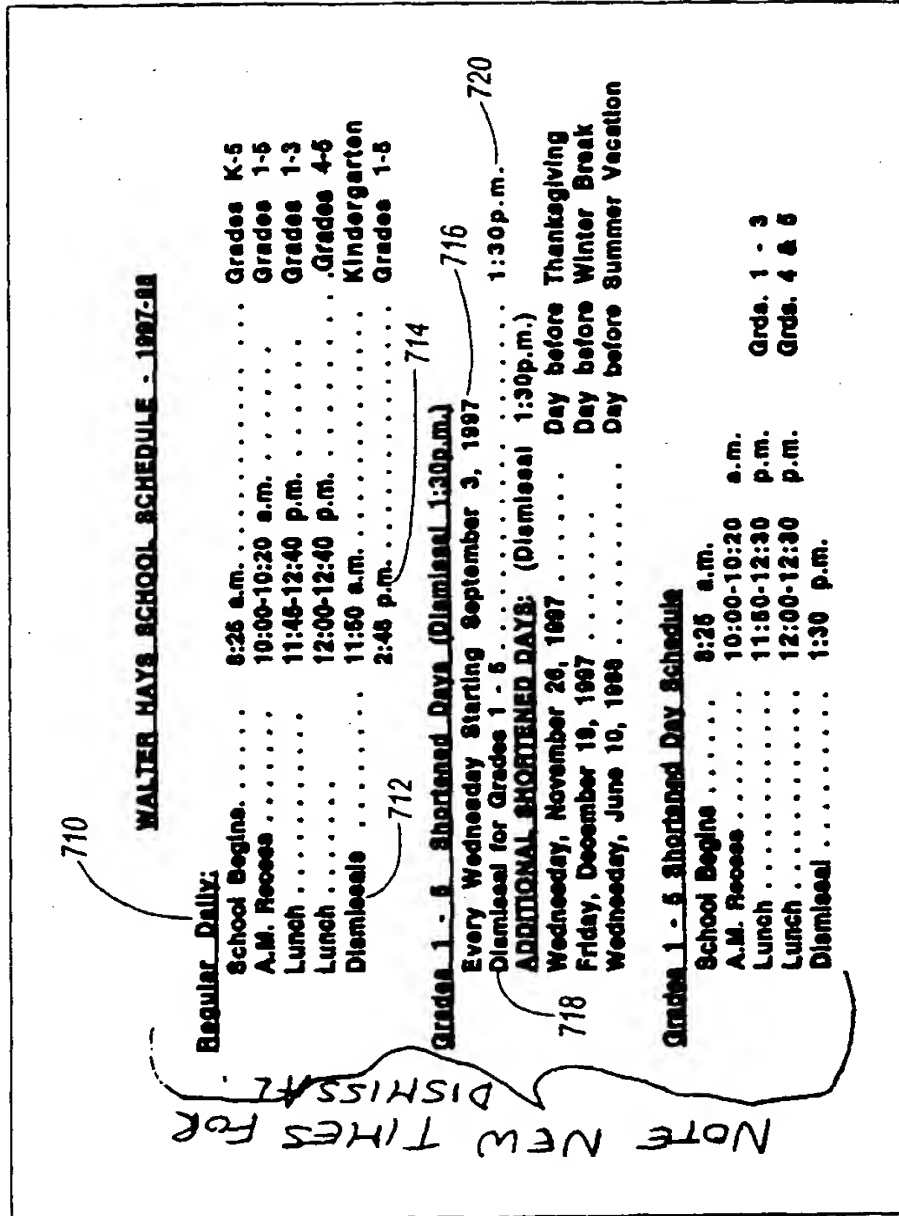 WALTER HAYS SCHOOL SCHEDULE - 1997-98
710
Regular Daily:
School Begins...... 8:25 a.m..................... Grades K-5
A.M. Recess....... 10:00-10:20 a.m........... Grades 1-5
Lunch............ 11:45-12:40 p.m........... Grades 1-3
Lunch............ 12:00-12:40 p.m........... Grades 4-5
Dismissals ........ 11:50 a.m................... Kindergarten
2:45 p.m................... Grades 1-5
712
714
Grades 1 - 5 Shortened Days (Dismissal 1:30p.m.)
Every Wednesday Starting September 3, 1997
716
Dismissal for Grades 1 - 5............................ 1:30p.m.
718
720
ADDITIONAL SHORTENED DAYS: (Dismissal 1:30p.m.)
Wednesday, November 26, 1997..... Day before Thanksgiving
Friday, December 19, 1997 ........ Day before Winter Break
Wednesday, June 10, 1998 ......... Day before Summer Vacation
Grades 1 - 5 Shortened Day Schedule
School Begins...... 8:25 a.m.
A.M. Recess........ 10:00-10:20 a.m.
Lunch............ 11:50-12:30 p.m. Grds. 1 - 3
Lunch............ 12:00-12:30 p.m. Grds. 4 & 5
Dismissal.......... 1:30 p.m.
NOTE NEW TIMES FOR
DISMISSAL